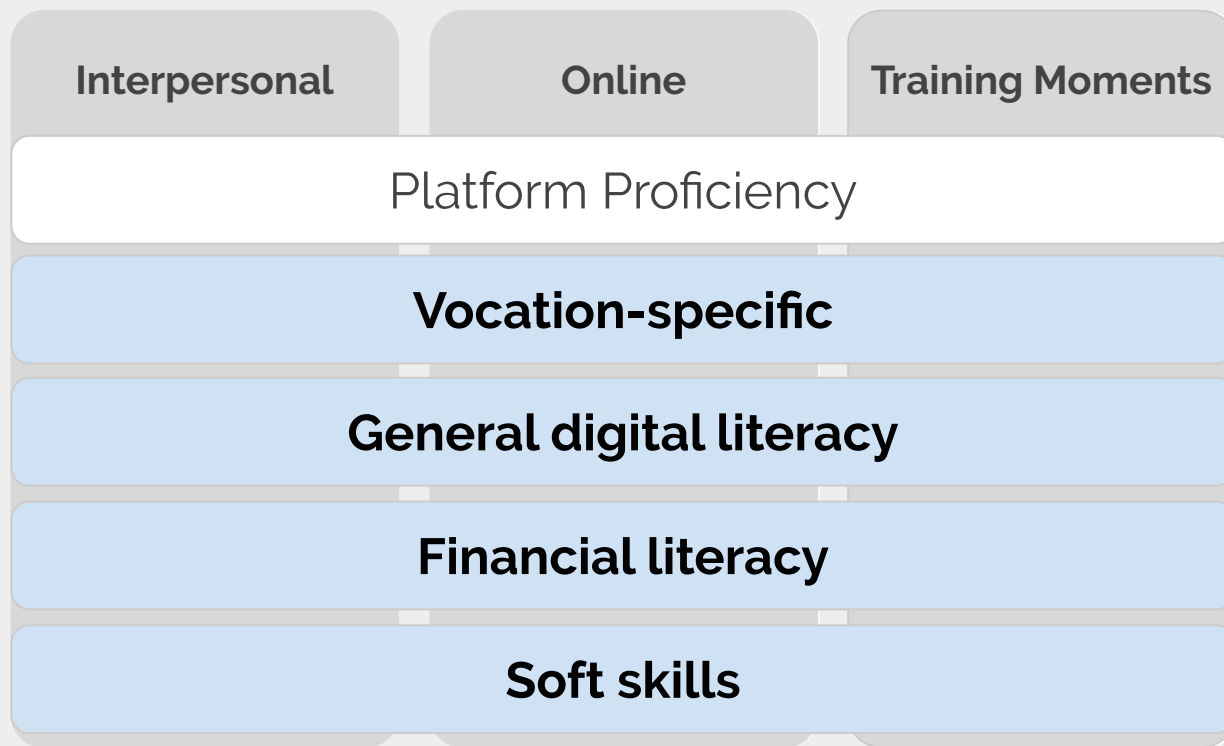 Interpersonal
Online
Training Moments
Platform Proficiency
Vocation-specific
General digital literacy
Financial literacy
Soft skills